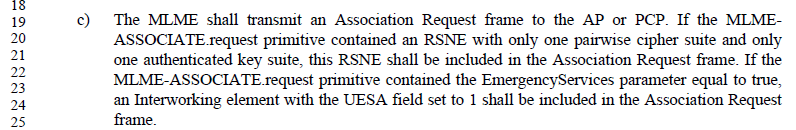 18
19 c) The MLME shall transmit an Association Request frame to the AP or PCP. If the MLME-
20 ASSOCIATE.request primitive contained an RSNE with only one pairwise cipher suite and only
21 one authenticated key suite, this RSNE shall be included in the Association Request frame. If the
22 MLME-ASSOCIATE.request primitive contained the EmergencyServices parameter equal to true,
23
24 an Interworking element with the UESA field set to 1 shall be included in the Association Request
25 frame.